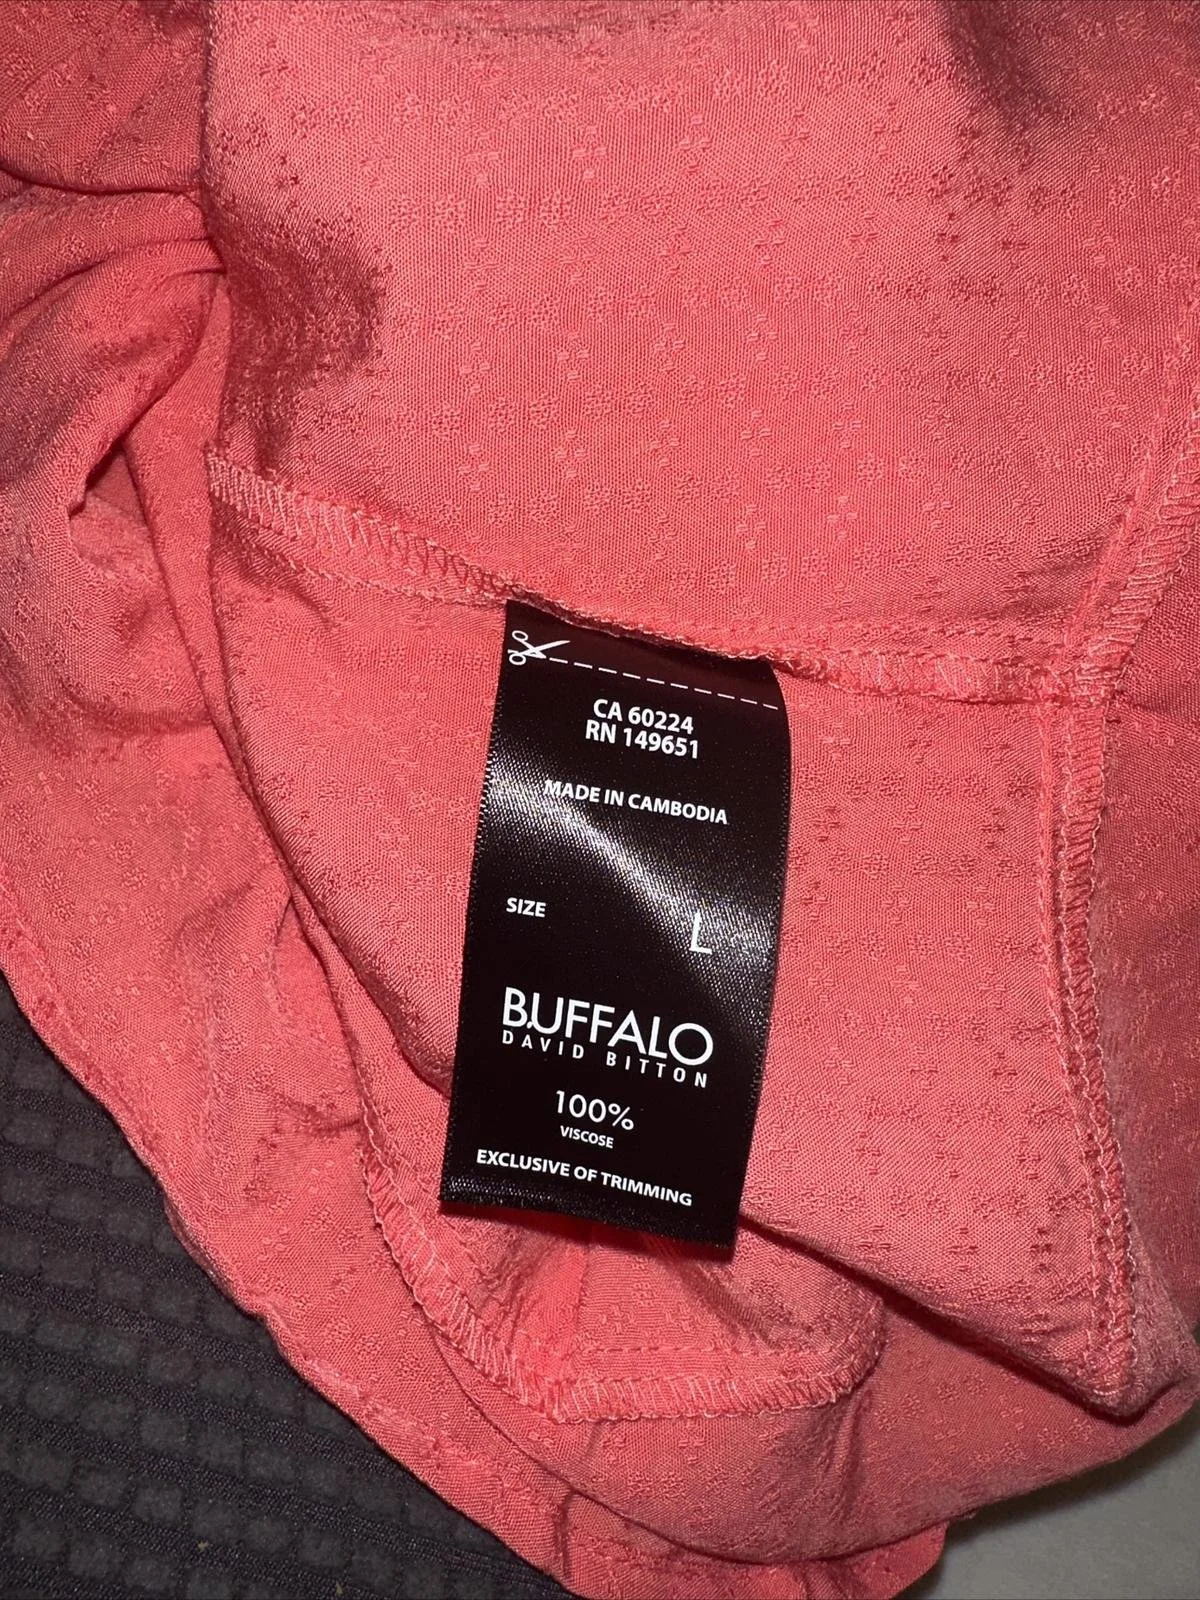 CA 60224
RN 149651
MADE IN CAMBODIA
SIZE L
BUFFALO
DAVID BITTON
100%
VISCOSE
EXCLUSIVE OF TRIMMING